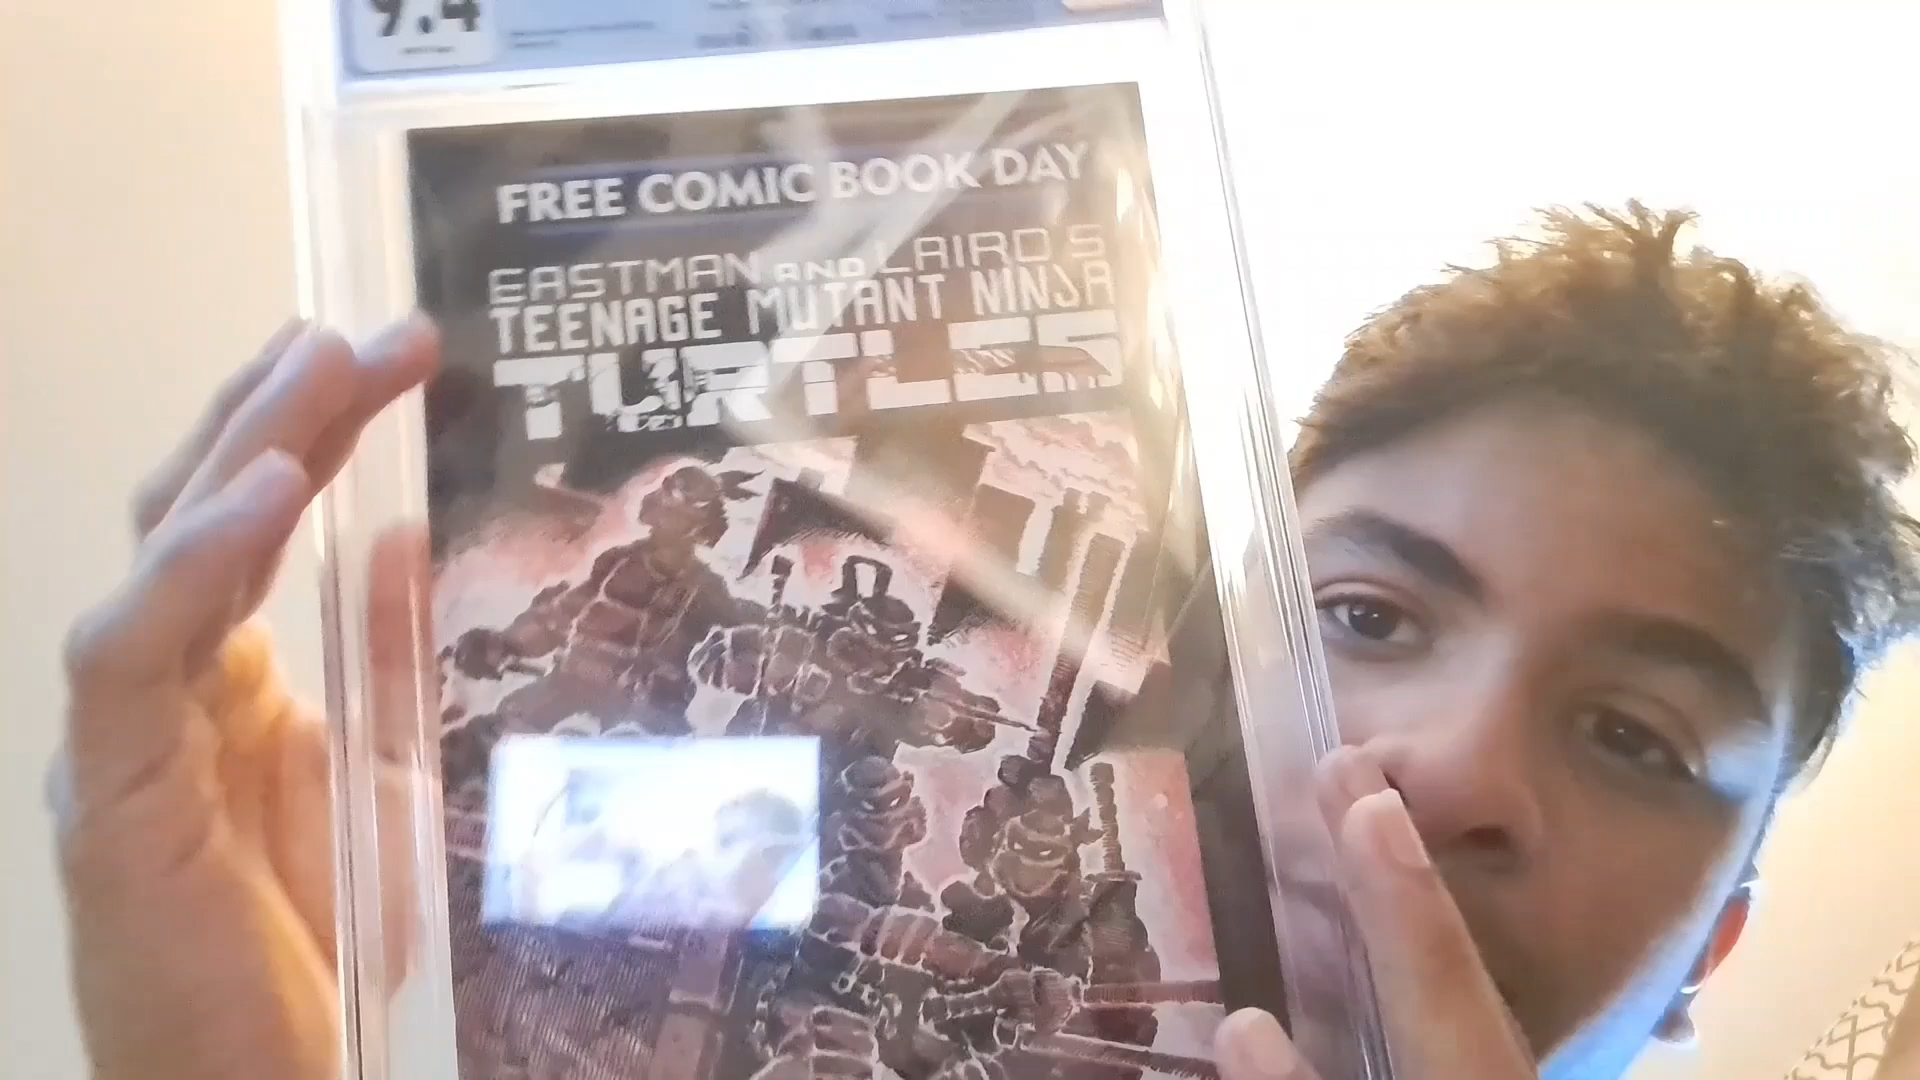 9.4
FREE COMIC BOOK DAY
EASTMAN AND LAIRD'S
TEENAGE MUTANT NINJA
TURTLES